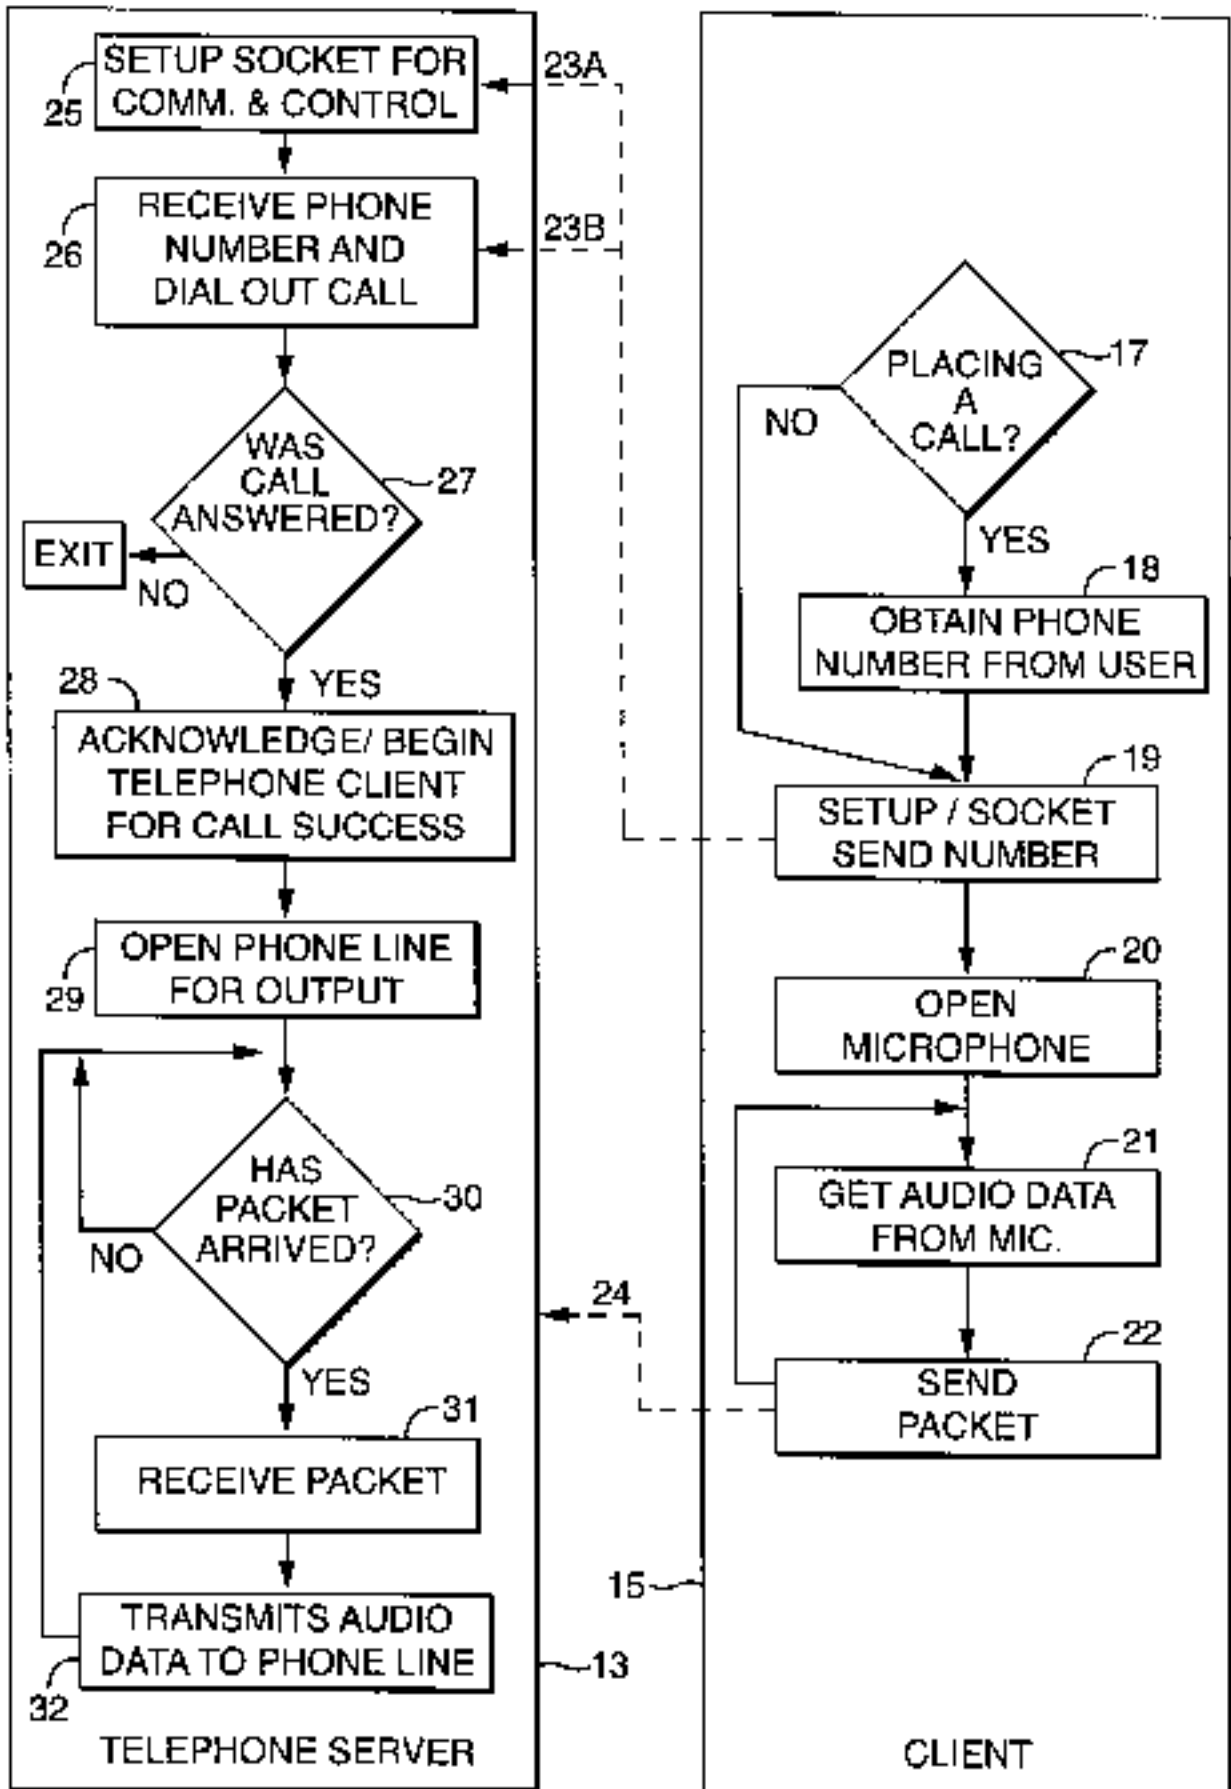 SETUP SOCKET FOR
COMM. & CONTROL
25
23A
RECEIVE PHONE
NUMBER AND
DIAL OUT CALL
26
23B
WAS
CALL
ANSWERED?
27
EXIT
NO
YES
28
ACKNOWLEDGE/ BEGIN
TELEPHONE CLIENT
FOR CALL SUCCESS
OPEN PHONE LINE
FOR OUTPUT
29
HAS
PACKET
ARRIVED?
30
NO
YES
24
31
RECEIVE PACKET
TRANSMITS AUDIO
DATA TO PHONE LINE
32
13
TELEPHONE SERVER
PLACING
A
CALL?
17
NO
YES
18
OBTAIN PHONE
NUMBER FROM USER
19
SETUP / SOCKET
SEND NUMBER
20
OPEN
MICROPHONE
21
GET AUDIO DATA
FROM MIC.
22
SEND
PACKET
15
CLIENT